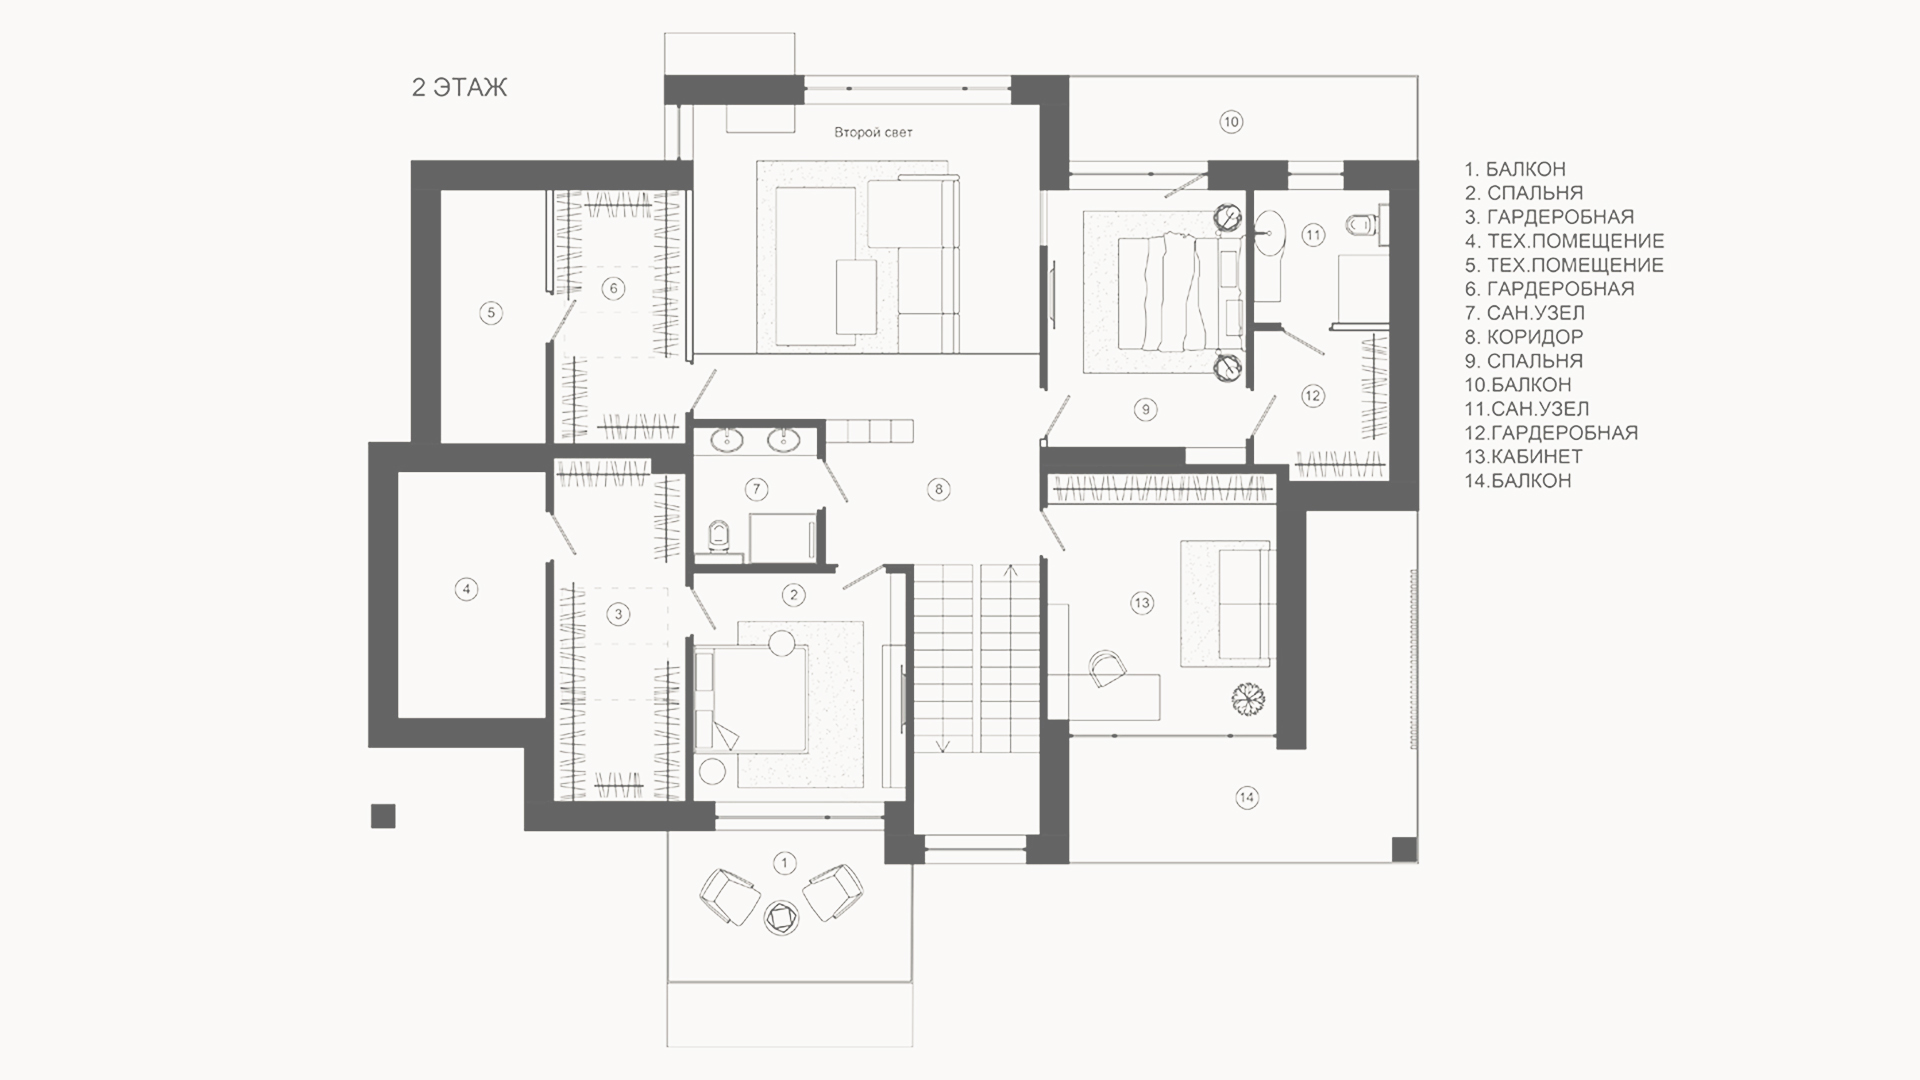 2 ЭТАЖ
Второй свет
10
11
6
5
12
9
7
8
4
2
13
3
14
1
1. БАЛКОН
2. СПАЛЬНЯ
3. ГАРДЕРОБНАЯ
4. ТЕХ.ПОМЕЩЕНИЕ
5. ТЕХ.ПОМЕЩЕНИЕ
6. ГАРДЕРОБНАЯ
7. САН.УЗЕЛ
8. КОРИДОР
9. СПАЛЬНЯ
10.БАЛКОН
11.САН.УЗЕЛ
12.ГАРДЕРОБНАЯ
13.КАБИНЕТ
14.БАЛКОН